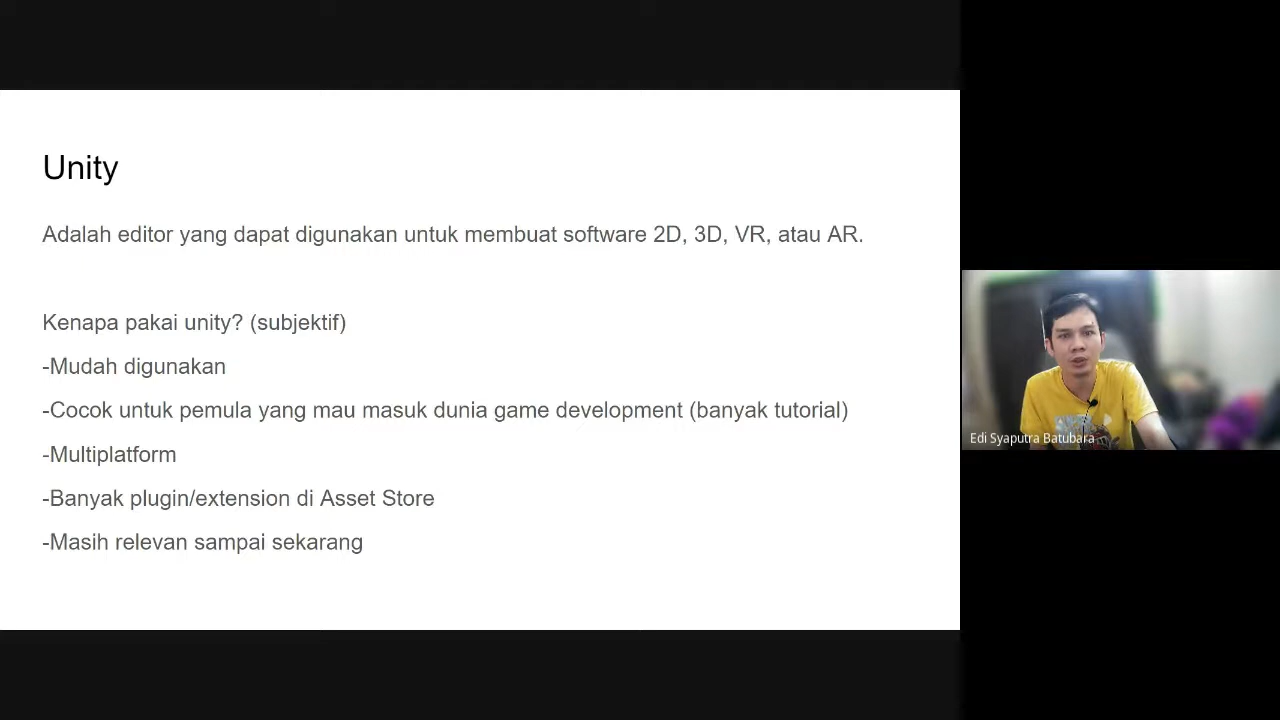 Unity
Adalah editor yang dapat digunakan untuk membuat software 2D, 3D, VR, atau AR.
Kenapa pakai unity? (subjektif)
-Mudah digunakan
-Cocok untuk pemula yang mau masuk dunia game development (banyak tutorial)
-Multiplatform
-Banyak plugin/extension di Asset Store
-Masih relevan sampai sekarang
Edi Syaputra Batubara